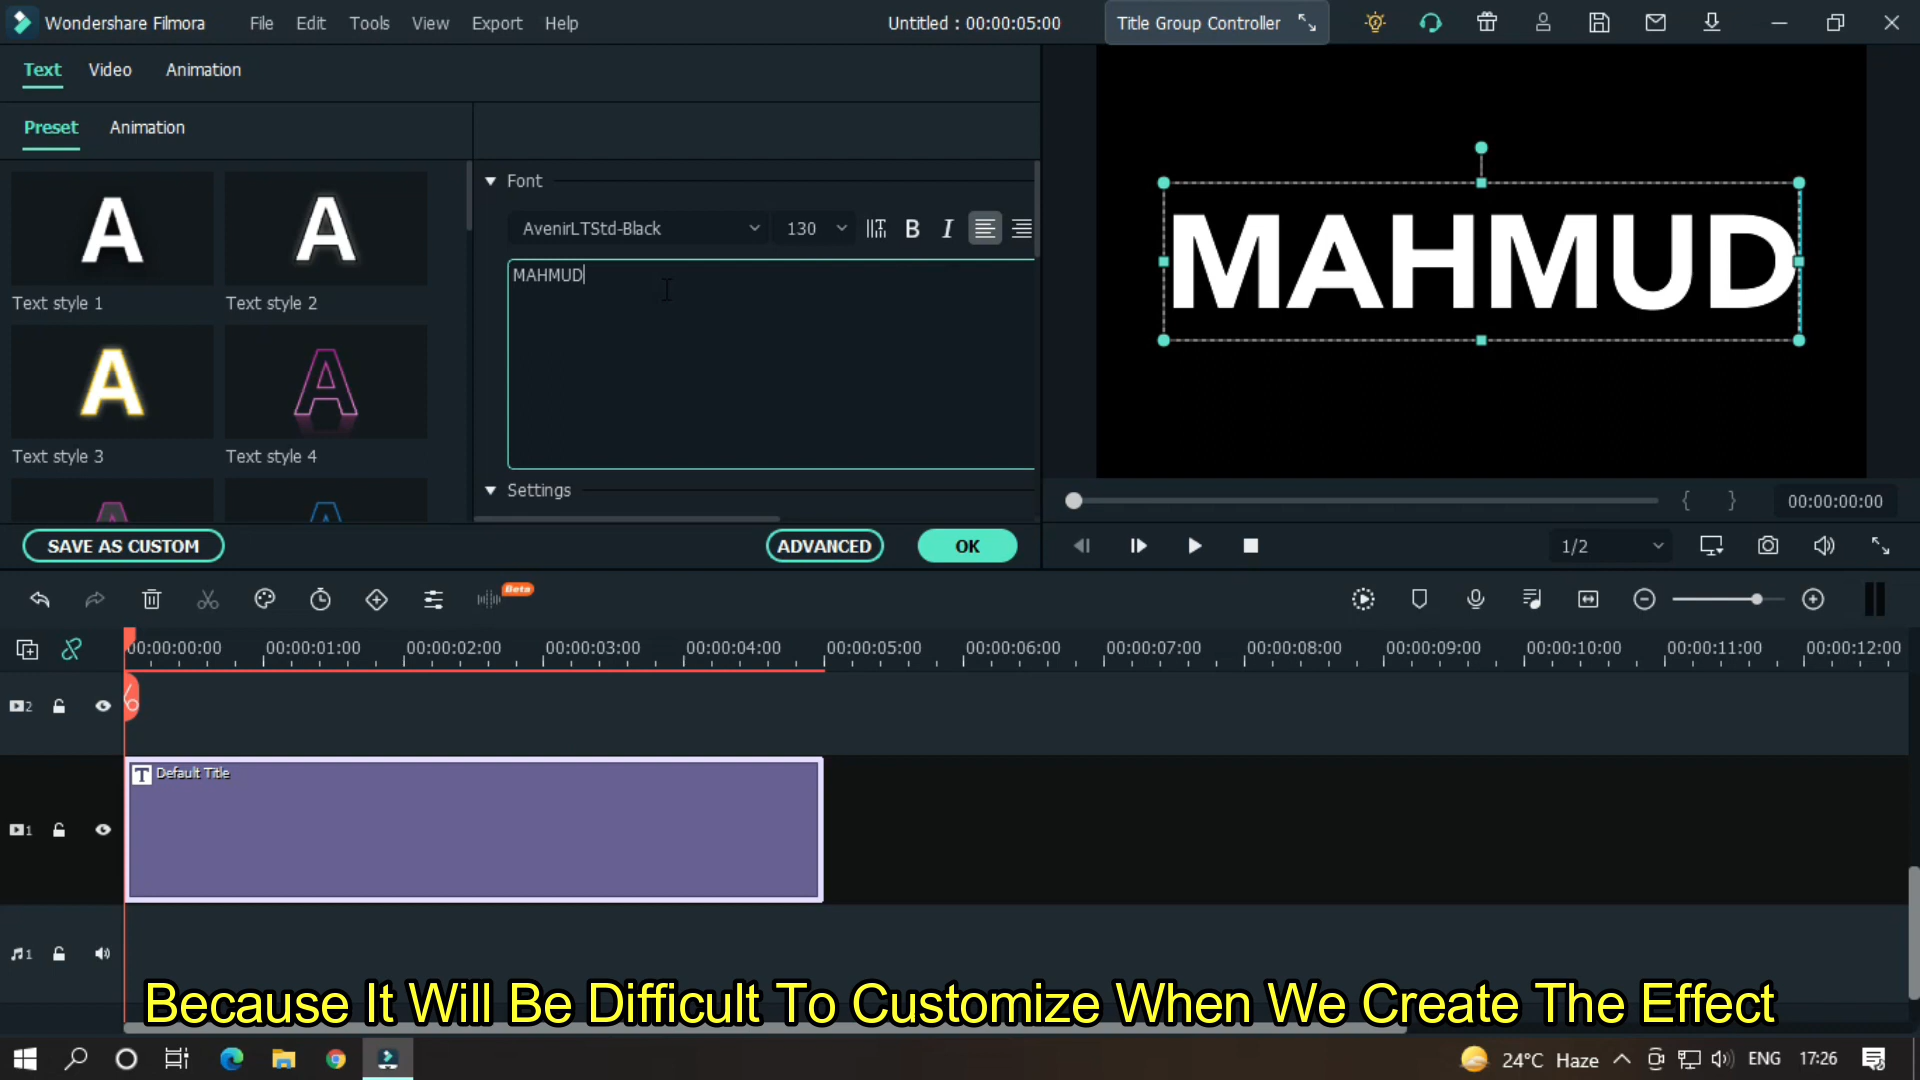 Wondershare Filmora File Edit Tools View Export Help Untitled : 00:00:05:00 Title Group Controller
Text Video Animation
Preset Animation
Font
AvenirLTStd-Black 130 B I
MAHMUD
MAHMUD
A A
Text style 1 Text style 2
A A
Text style 3 Text style 4
Settings
00:00:00:00
SAVE AS CUSTOM ADVANCED OK
1/2
Beta
00:00:00:00 00:00:01:00 00:00:02:00 00:00:03:00 00:00:04:00 00:00:05:00 00:00:06:00 00:00:07:00 00:00:08:00 00:00:09:00 00:00:10:00 00:00:11:00 00:00:12:00
2
T Default Title
1
1
Because It Will Be Difficult To Customize When We Create The Effect
24°C Haze ENG 17:26